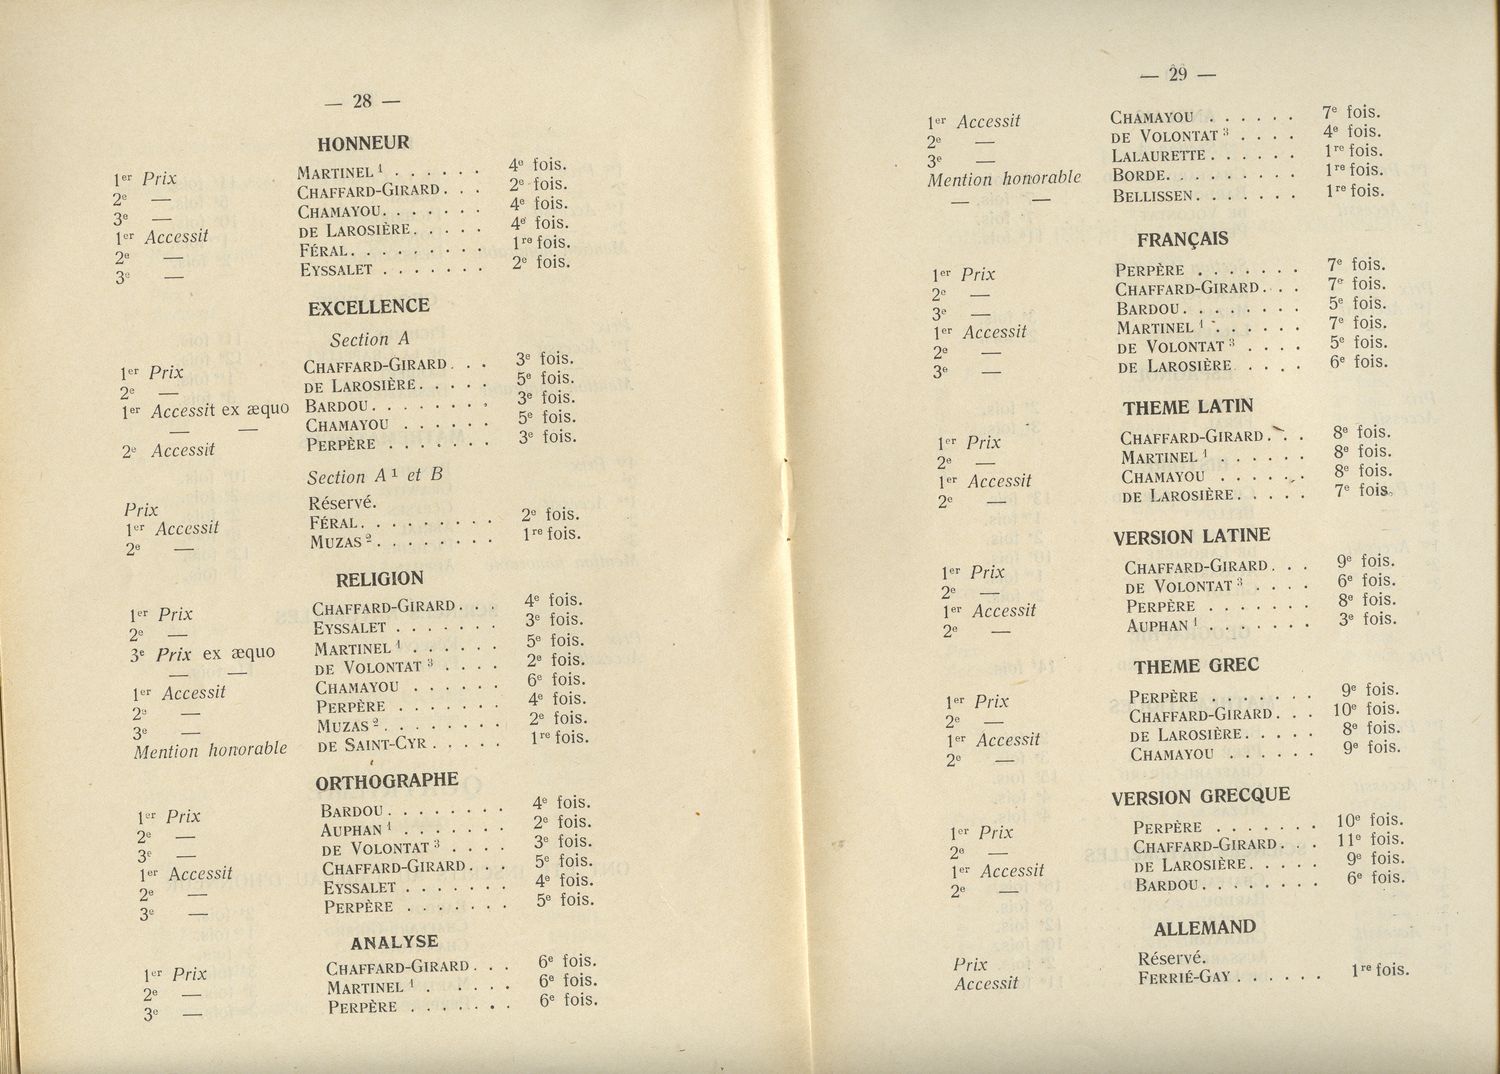 — 28 —
HONNEUR
1er Prix MARTINEL 1 . . . . . . 4e fois.
2e — CHAFFARD-GIRARD . . . 2e fois.
3e — CHAMAYOU. . . . . . 4e fois.
1er Accessit DE LAROSIÈRE. . . . . 4e fois.
2e — FÉRAL. . . . . . . . 1re fois.
3e — EYSSALET . . . . . . . 2e fois.
EXCELLENCE
Section A
1er Prix CHAFFARD-GIRARD . . . 3e fois.
2e — DE LAROSIÈRE. . . . . 5e fois.
1er Accessit ex æquo BARDOU. . . . . . . . 3e fois.
— — CHAMAYOU . . . . . . 5e fois.
2e Accessit PERPÈRE . . . . . . . 3e fois.
Section A 1 et B
Prix Réservé.
1er Accessit FÉRAL. . . . . . . . 2e fois.
2e — MUZAS 2. . . . . . . . 1re fois.
RELIGION
1er Prix CHAFFARD-GIRARD. . . 4e fois.
2e — EYSSALET . . . . . . . 3e fois.
3e Prix ex æquo MARTINEL 1 . . . . . . 5e fois.
— — DE VOLONTAT 3 . . . . 2e fois.
1er Accessit CHAMAYOU . . . . . . 6e fois.
2e — PERPÈRE . . . . . . . 4e fois.
3e — MUZAS 2. . . . . . . . 2e fois.
Mention honorable DE SAINT-CYR . . . . . 1re fois.
ORTHOGRAPHE
1er Prix BARDOU . . . . . . . . 4e fois.
2e — AUPHAN 1 . . . . . . . 2e fois.
3e — DE VOLONTAT 3 . . . . 3e fois.
1er Accessit CHAFFARD-GIRARD. . . 5e fois.
2e — EYSSALET . . . . . . . 4e fois.
3e — PERPÈRE . . . . . . . 5e fois.
ANALYSE
1er Prix CHAFFARD-GIRARD . . . 6e fois.
2e — MARTINEL 1 . . . . . . 6e fois.
3e — PERPÈRE . . . . . . . 6e fois.
— 29 —
1er Accessit CHAMAYOU . . . . . . 7e fois.
2e — DE VOLONTAT 3 . . . . 4e fois.
3e — LALAURETTE . . . . . . 1re fois.
Mention honorable BORDE. . . . . . . . . 1re fois.
— — BELLISSEN. . . . . . . 1re fois.
FRANÇAIS
1er Prix PERPÈRE . . . . . . . 7e fois.
2e — CHAFFARD-GIRARD. . . 7e fois.
3e — BARDOU. . . . . . . . 5e fois.
1er Accessit MARTINEL 1 . . . . . . 7e fois.
2e — DE VOLONTAT 3 . . . . 5e fois.
3e — DE LAROSIÈRE . . . . 6e fois.
THEME LATIN
1er Prix CHAFFARD-GIRARD. . . 8e fois.
2e — MARTINEL 1 . . . . . . 8e fois.
1er Accessit CHAMAYOU . . . . . . 8e fois.
2e — DE LAROSIÈRE. . . . . 7e fois.
VERSION LATINE
1er Prix CHAFFARD-GIRARD. . . 9e fois.
2e — DE VOLONTAT 3 . . . . 6e fois.
1er Accessit PERPÈRE . . . . . . . 8e fois.
2e — AUPHAN 1 . . . . . . . 3e fois.
THEME GREC
1er Prix PERPÈRE . . . . . . . 9e fois.
2e — CHAFFARD-GIRARD. . . 10e fois.
1er Accessit DE LAROSIÈRE. . . . . 8e fois.
2e — CHAMAYOU . . . . . . 9e fois.
VERSION GRECQUE
1er Prix PERPÈRE . . . . . . . 10e fois.
2e — CHAFFARD-GIRARD. . . 11e fois.
1er Accessit DE LAROSIÈRE. . . . . 9e fois.
2e — BARDOU. . . . . . . . 6e fois.
ALLEMAND
Prix Réservé.
Accessit FERRIÉ-GAY . . . . . . 1re fois.